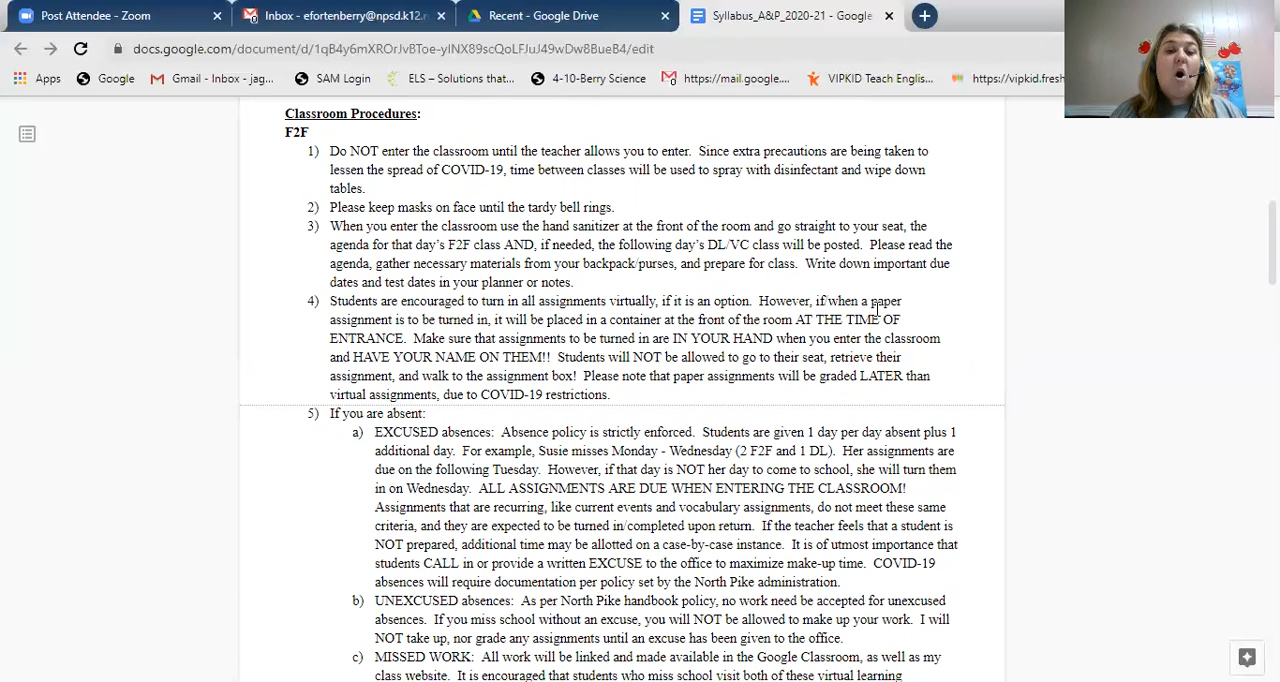 Post Attendee - Zoom
Inbox - efortenberry@npsd.k12.
Recent - Google Drive
Syllabus_A&P_2020-21 - Google
docs.google.com/document/d/1qB4y6mXROrJvBToe-yINX89scQoLFJuJ49wDw8BueB4/edit
Apps
Google
Gmail - Inbox - jag...
SAM Login
ELS – Solutions that...
4-10-Berry Science
https://mail.google....
VIPKID Teach Englis...
https://vipkid.fresh
Classroom Procedures:
F2F
1) Do NOT enter the classroom until the teacher allows you to enter. Since extra precautions are being taken to
lessen the spread of COVID-19, time between classes will be used to spray with disinfectant and wipe down
tables.
2) Please keep masks on face until the tardy bell rings.
3) When you enter the classroom use the hand sanitizer at the front of the room and go straight to your seat, the
agenda for that day's F2F class AND, if needed, the following day's DL/VC class will be posted. Please read the
agenda, gather necessary materials from your backpack/purses, and prepare for class. Write down important due
dates and test dates in your planner or notes.
4) Students are encouraged to turn in all assignments virtually, if it is an option. However, if/when a paper
assignment is to be turned in, it will be placed in a container at the front of the room AT THE TIME OF
ENTRANCE. Make sure that assignments to be turned in are IN YOUR HAND when you enter the classroom
and HAVE YOUR NAME ON THEM!! Students will NOT be allowed to go to their seat, retrieve their
assignment, and walk to the assignment box! Please note that paper assignments will be graded LATER than
virtual assignments, due to COVID-19 restrictions.
5) If you are absent:
a) EXCUSED absences: Absence policy is strictly enforced. Students are given 1 day per day absent plus 1
additional day. For example, Susie misses Monday - Wednesday (2 F2F and 1 DL). Her assignments are
due on the following Tuesday. However, if that day is NOT her day to come to school, she will turn them
in on Wednesday. ALL ASSIGNMENTS ARE DUE WHEN ENTERING THE CLASSROOM!
Assignments that are recurring, like current events and vocabulary assignments, do not meet these same
criteria, and they are expected to be turned in/completed upon return. If the teacher feels that a student is
NOT prepared, additional time may be allotted on a case-by-case instance. It is of utmost importance that
students CALL in or provide a written EXCUSE to the office to maximize make-up time. COVID-19
absences will require documentation per policy set by the North Pike administration.
b) UNEXCUSED absences: As per North Pike handbook policy, no work need be accepted for unexcused
absences. If you miss school without an excuse, you will NOT be allowed to make up your work. I will
NOT take up, nor grade any assignments until an excuse has been given to the office.
c) MISSED WORK: All work will be linked and made available in the Google Classroom, as well as my
class website. It is encouraged that students who miss school visit both of these virtual learning